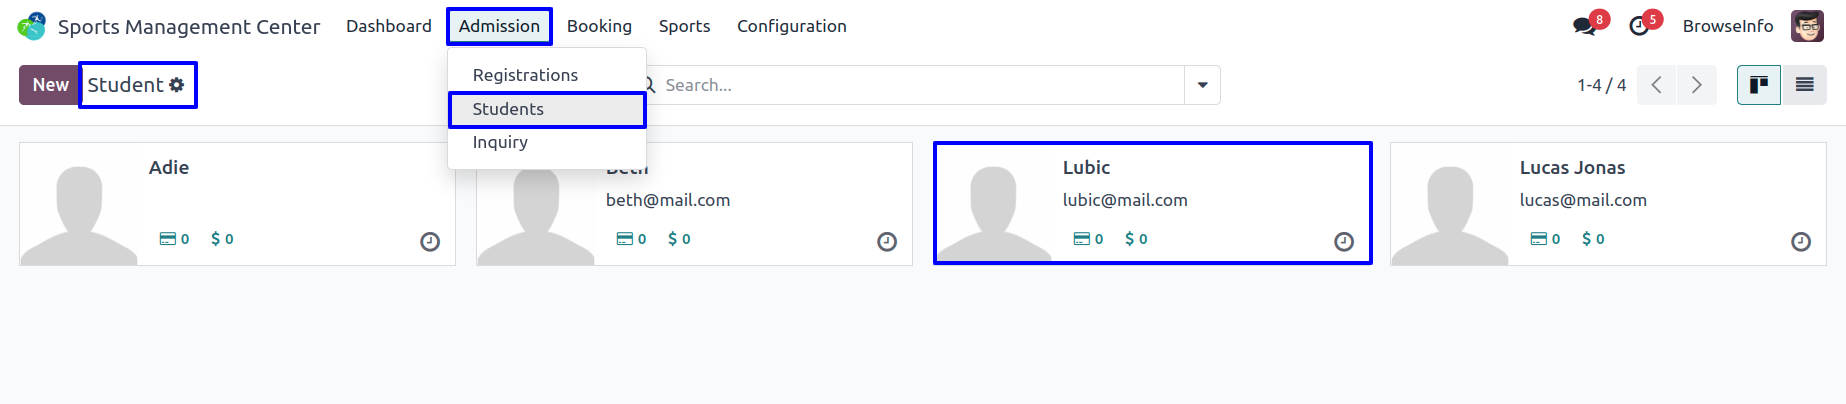 Sports Management Center Dashboard Admission Booking Sports Configuration 8 5 BrowseInfo
New Student Search... 1-4 / 4
Registrations
Students
Inquiry
Adie
0 $ 0
Beth
beth@mail.com
0 $ 0
Lubic
lubic@mail.com
0 $ 0
Lucas Jonas
lucas@mail.com
0 $ 0